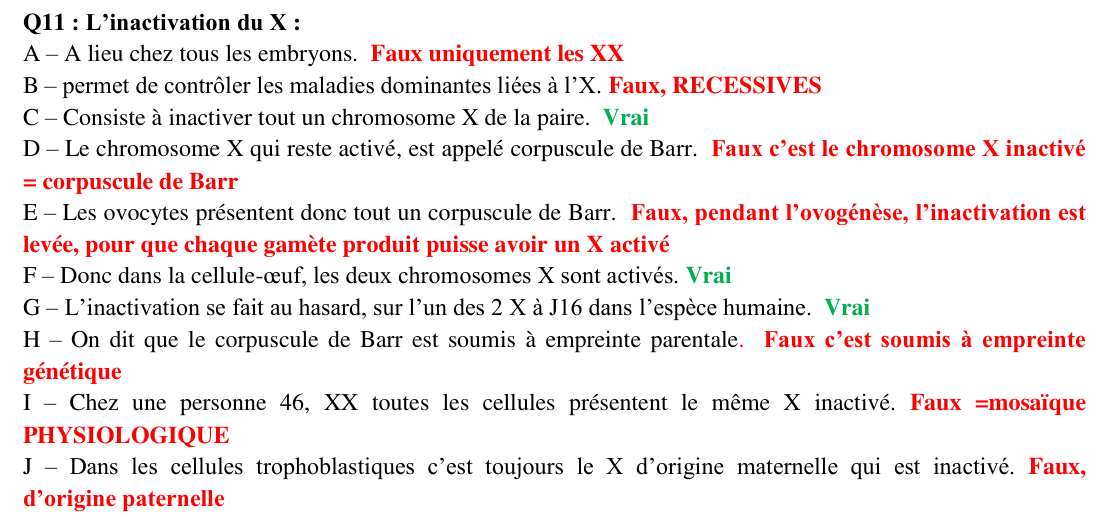 Q11 : L’inactivation du X :
A – A lieu chez tous les embryons. Faux uniquement les XX
B – permet de contrôler les maladies dominantes liées à l’X. Faux, RECESSIVES
C – Consiste à inactiver tout un chromosome X de la paire. Vrai
D – Le chromosome X qui reste activé, est appelé corpuscule de Barr. Faux c’est le chromosome X inactivé
= corpuscule de Barr
E – Les ovocytes présentent donc tout un corpuscule de Barr. Faux, pendant l’ovogénèse, l’inactivation est
levée, pour que chaque gamète produit puisse avoir un X activé
F – Donc dans la cellule-œuf, les deux chromosomes X sont activés. Vrai
G – L’inactivation se fait au hasard, sur l’un des 2 X à J16 dans l’espèce humaine. Vrai
H – On dit que le corpuscule de Barr est soumis à empreinte parentale. Faux c’est soumis à empreinte
génétique
I – Chez une personne 46, XX toutes les cellules présentent le même X inactivé. Faux =mosaïque
PHYSIOLOGIQUE
J – Dans les cellules trophoblastiques c’est toujours le X d’origine maternelle qui est inactivé. Faux,
d’origine paternelle